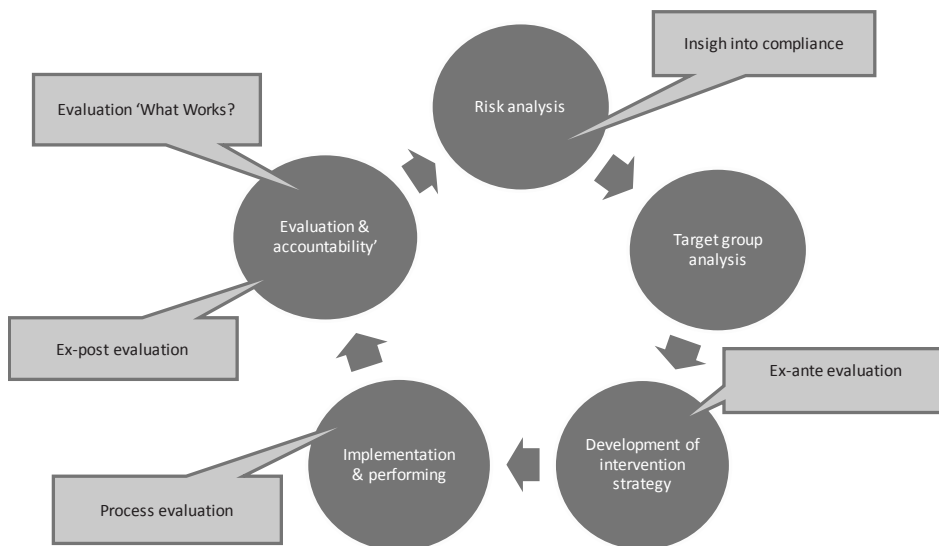 Insigh into compliance
Risk analysis
Evaluation ‘What Works?
Evaluation &
accountability’
Target group
analysis
Ex-post evaluation
Ex-ante evaluation
Development of
intervention
strategy
Implementation
& performing
Process evaluation